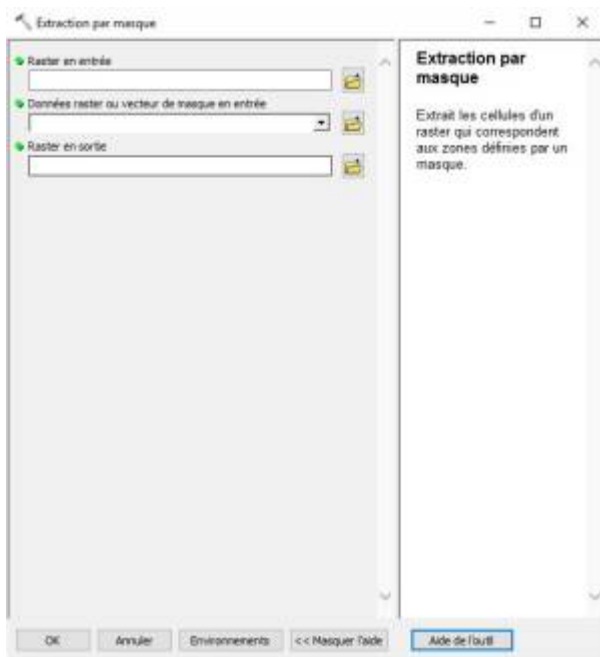 Extraction par masque
Raster en entrée
Données raster ou vecteur de masque en entrée
Raster en sortie
Extraction par
masque
Extrait les cellules d'un
raster qui correspondent
aux zones définies par un
masque.
OK
Annuler
Environnements
<< Masquer l'aide
Aide de l'outil